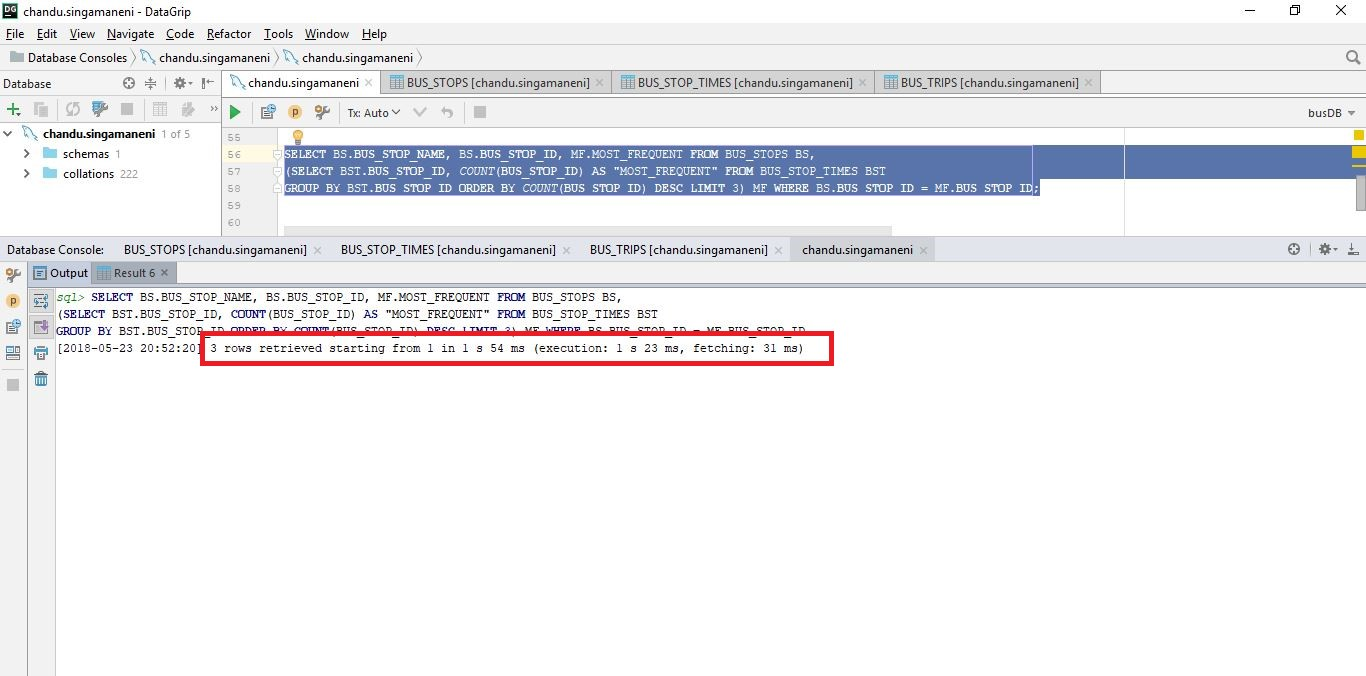 DG chandu.singamaneni - DataGrip
File Edit View Navigate Code Refactor Tools Window Help
Database Consoles chandu.singamaneni chandu.singamaneni
Database
chandu.singamaneni BUS_STOPS [chandu.singamaneni] BUS_STOP_TIMES [chandu.singamaneni] BUS_TRIPS [chandu.singamaneni]
p Tx: Auto busDB
chandu.singamaneni 1 of 5
schemas 1
collations 222
55
56 SELECT BS.BUS_STOP_NAME, BS.BUS_STOP_ID, MF.MOST_FREQUENT FROM BUS_STOPS BS,
57 (SELECT BST.BUS_STOP_ID, COUNT(BUS_STOP_ID) AS "MOST_FREQUENT" FROM BUS_STOP_TIMES BST
58 GROUP BY BST.BUS_STOP_ID ORDER BY COUNT(BUS_STOP_ID) DESC LIMIT 3) MF WHERE BS.BUS_STOP_ID = MF.BUS_STOP_ID;
59
60
Database Console: BUS_STOPS [chandu.singamaneni] BUS_STOP_TIMES [chandu.singamaneni] BUS_TRIPS [chandu.singamaneni] chandu.singamaneni
Output Result 6
p
sql> SELECT BS.BUS_STOP_NAME, BS.BUS_STOP_ID, MF.MOST_FREQUENT FROM BUS_STOPS BS,
(SELECT BST.BUS_STOP_ID, COUNT(BUS_STOP_ID) AS "MOST_FREQUENT" FROM BUS_STOP_TIMES BST
GROUP BY BST.BUS_STOP_ID ORDER BY COUNT(BUS_STOP_ID) DESC LIMIT 3) MF WHERE BS.BUS_STOP_ID = MF.BUS_STOP_ID
[2018-05-23 20:52:20] 3 rows retrieved starting from 1 in 1 s 54 ms (execution: 1 s 23 ms, fetching: 31 ms)